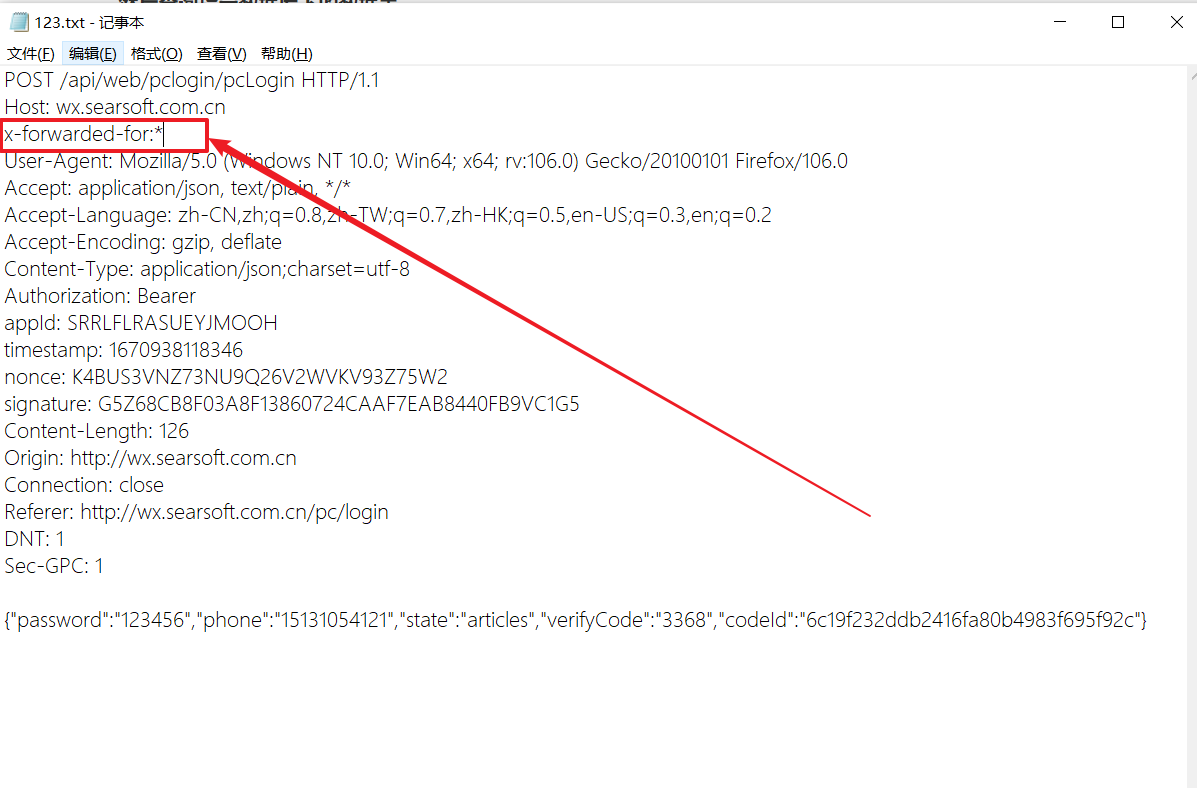 123.txt - 记事本
文件(F) 编辑(E) 格式(O) 查看(V) 帮助(H)
POST /api/web/pclogin/pcLogin HTTP/1.1
Host: wx.searsoft.com.cn
x-forwarded-for:*
User-Agent: Mozilla/5.0 (Windows NT 10.0; Win64; x64; rv:106.0) Gecko/20100101 Firefox/106.0
Accept: application/json, text/plain, */*
Accept-Language: zh-CN,zh;q=0.8,zh-TW;q=0.7,zh-HK;q=0.5,en-US;q=0.3,en;q=0.2
Accept-Encoding: gzip, deflate
Content-Type: application/json;charset=utf-8
Authorization: Bearer
appId: SRRLFLRASUEYJMOOH
timestamp: 1670938118346
nonce: K4BUS3VNZ73NU9Q26V2WVKV93Z75W2
signature: G5Z68CB8F03A8F13860724CAAF7EAB8440FB9VC1G5
Content-Length: 126
Origin: http://wx.searsoft.com.cn
Connection: close
Referer: http://wx.searsoft.com.cn/pc/login
DNT: 1
Sec-GPC: 1
{"password":"123456","phone":"15131054121","state":"articles","verifyCode":"3368","codeId":"6c19f232ddb2416fa80b4983f695f92c"}